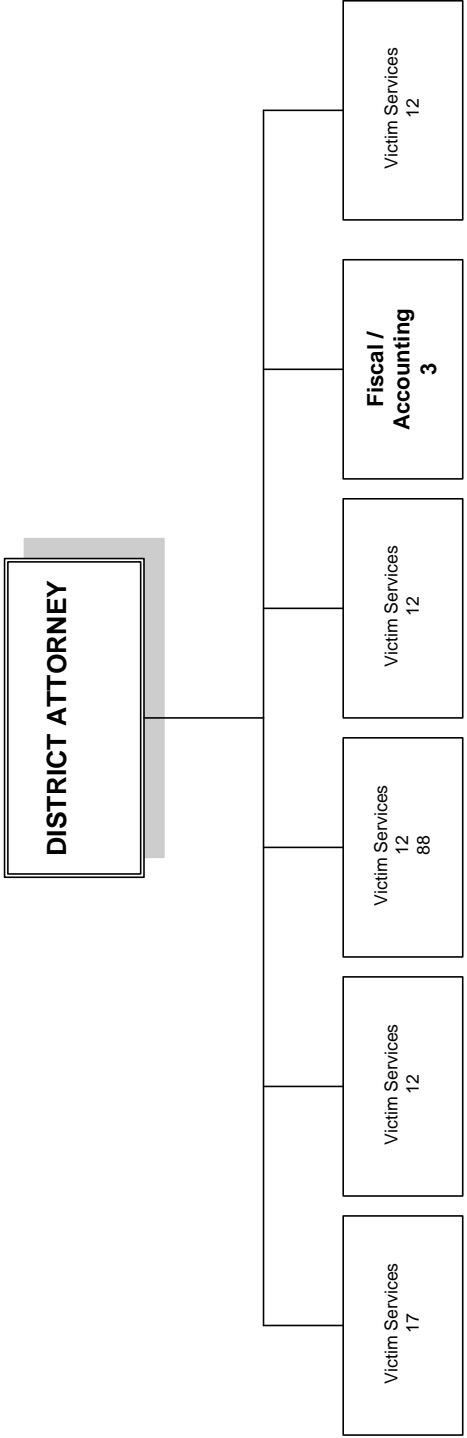 DISTRICT ATTORNEY
Victim Services
17
Victim Services
12
Victim Services
12
88
Victim Services
12
Fiscal /
Accounting
3
Victim Services
12